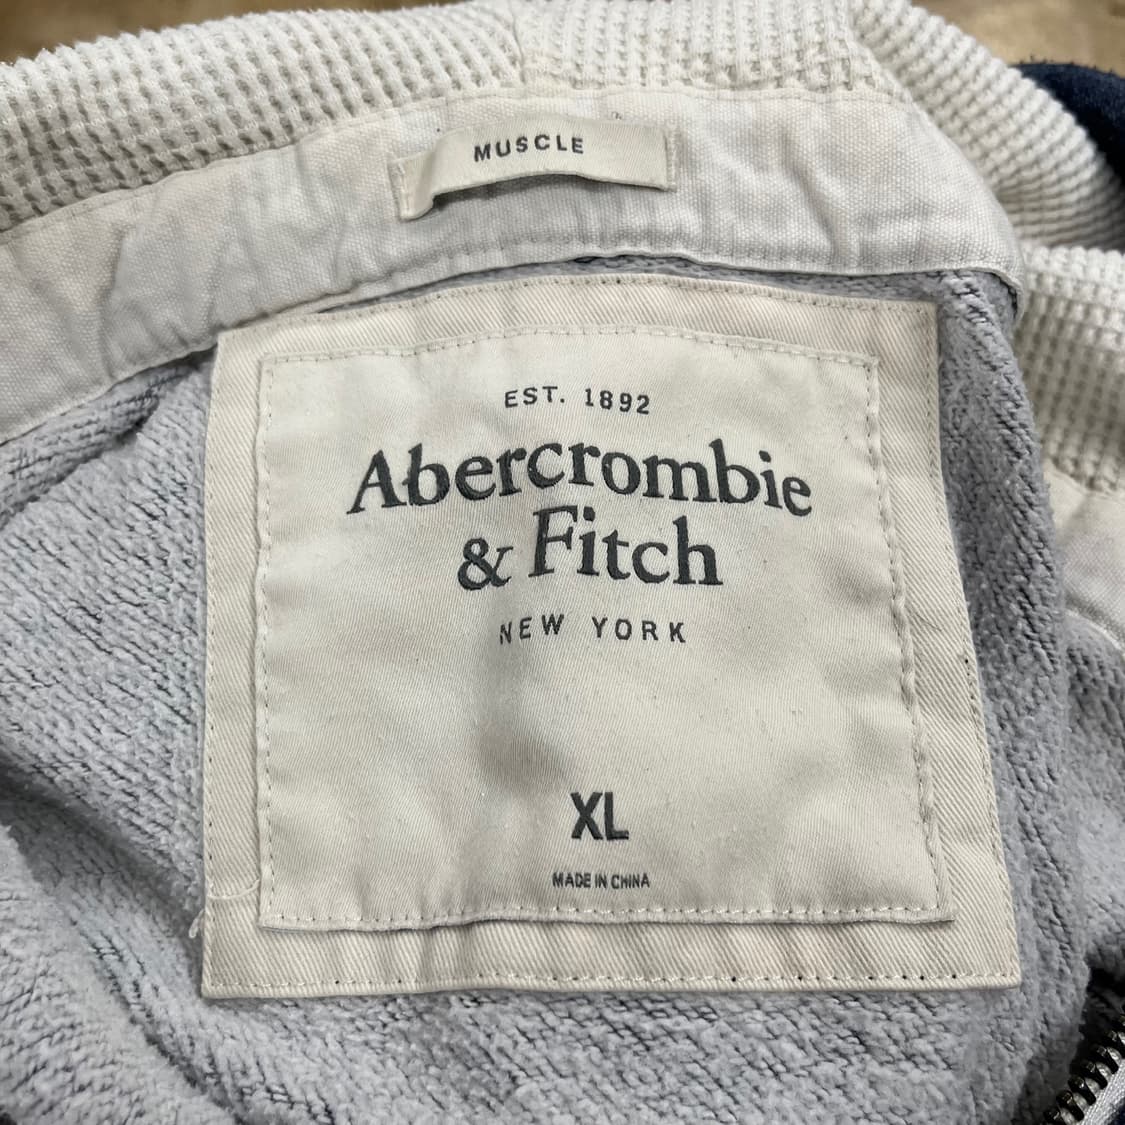 MUSCLE
EST. 1892
Abercrombie
& Fitch
NEW YORK
XL
MADE IN CHINA